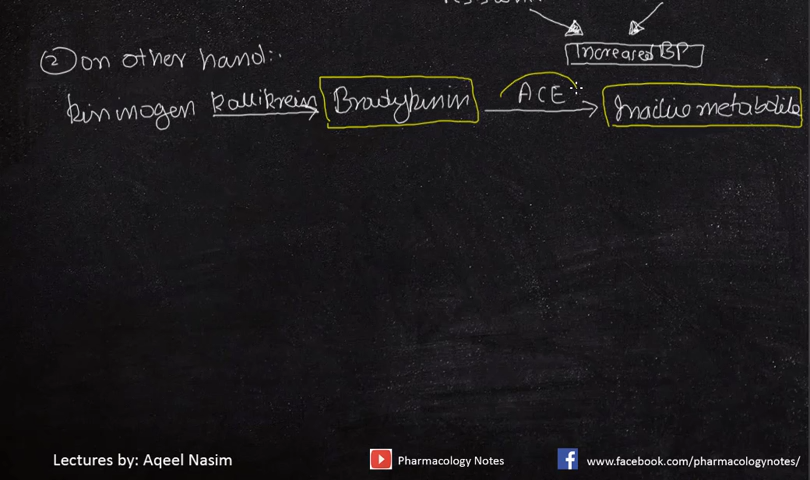 Increased BP
② on other hand:
kininogen kallikrein Bradykinin ACE Inactive metabolite
Lectures by: Aqeel Nasim
Pharmacology Notes
www.facebook.com/pharmacologynotes/